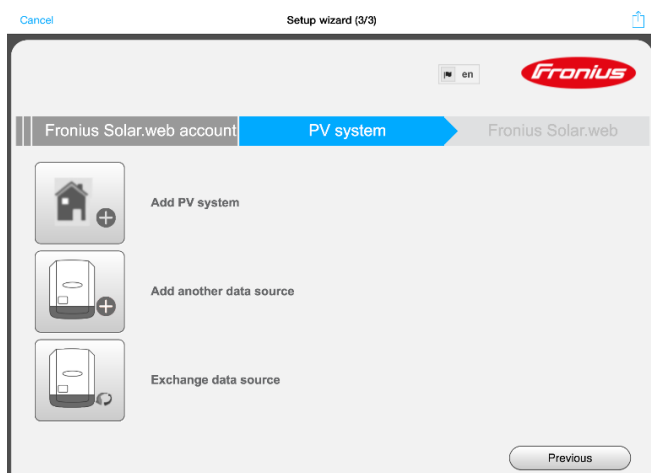 Cancel
Setup wizard (3/3)
en
Fronius
Fronius Solar.web account
PV system
Fronius Solar.web
Add PV system
Add another data source
Exchange data source
Previous